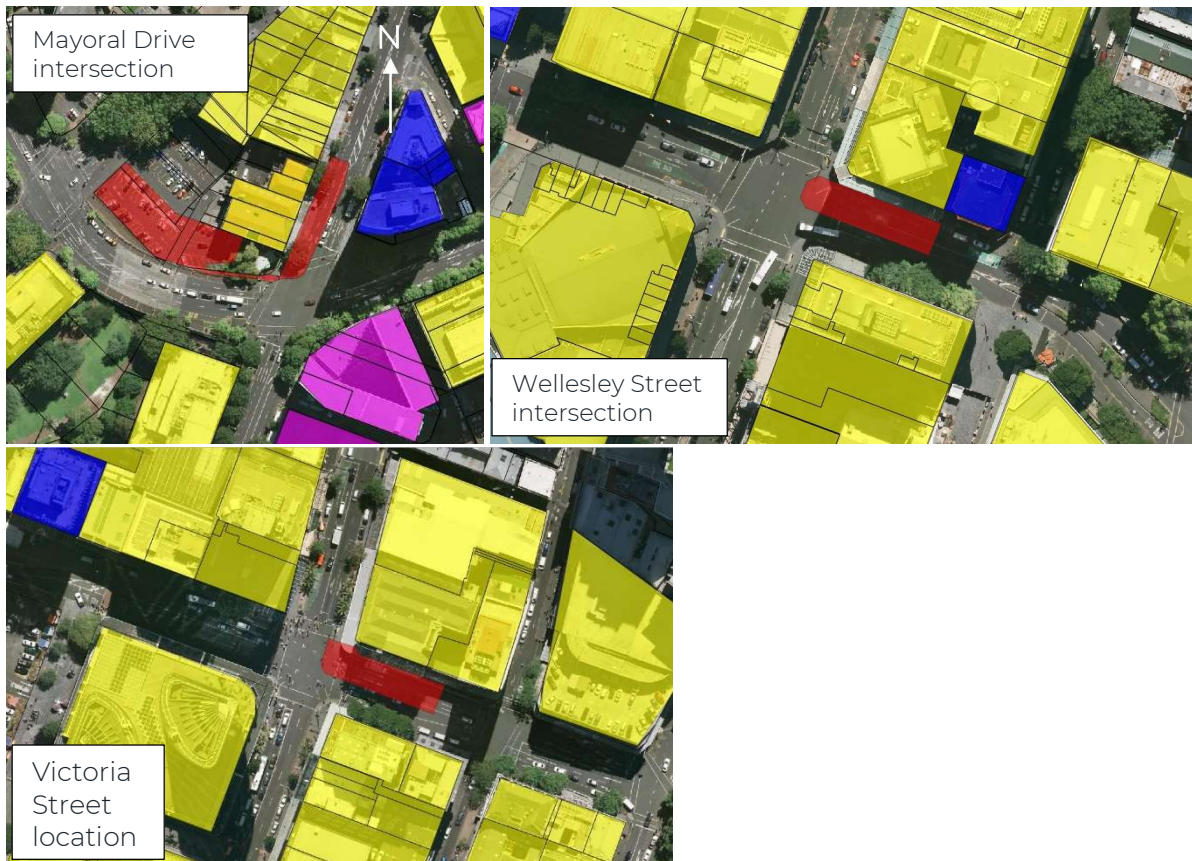 Mayoral Drive
intersection
N
Wellesley Street
intersection
Victoria
Street
location